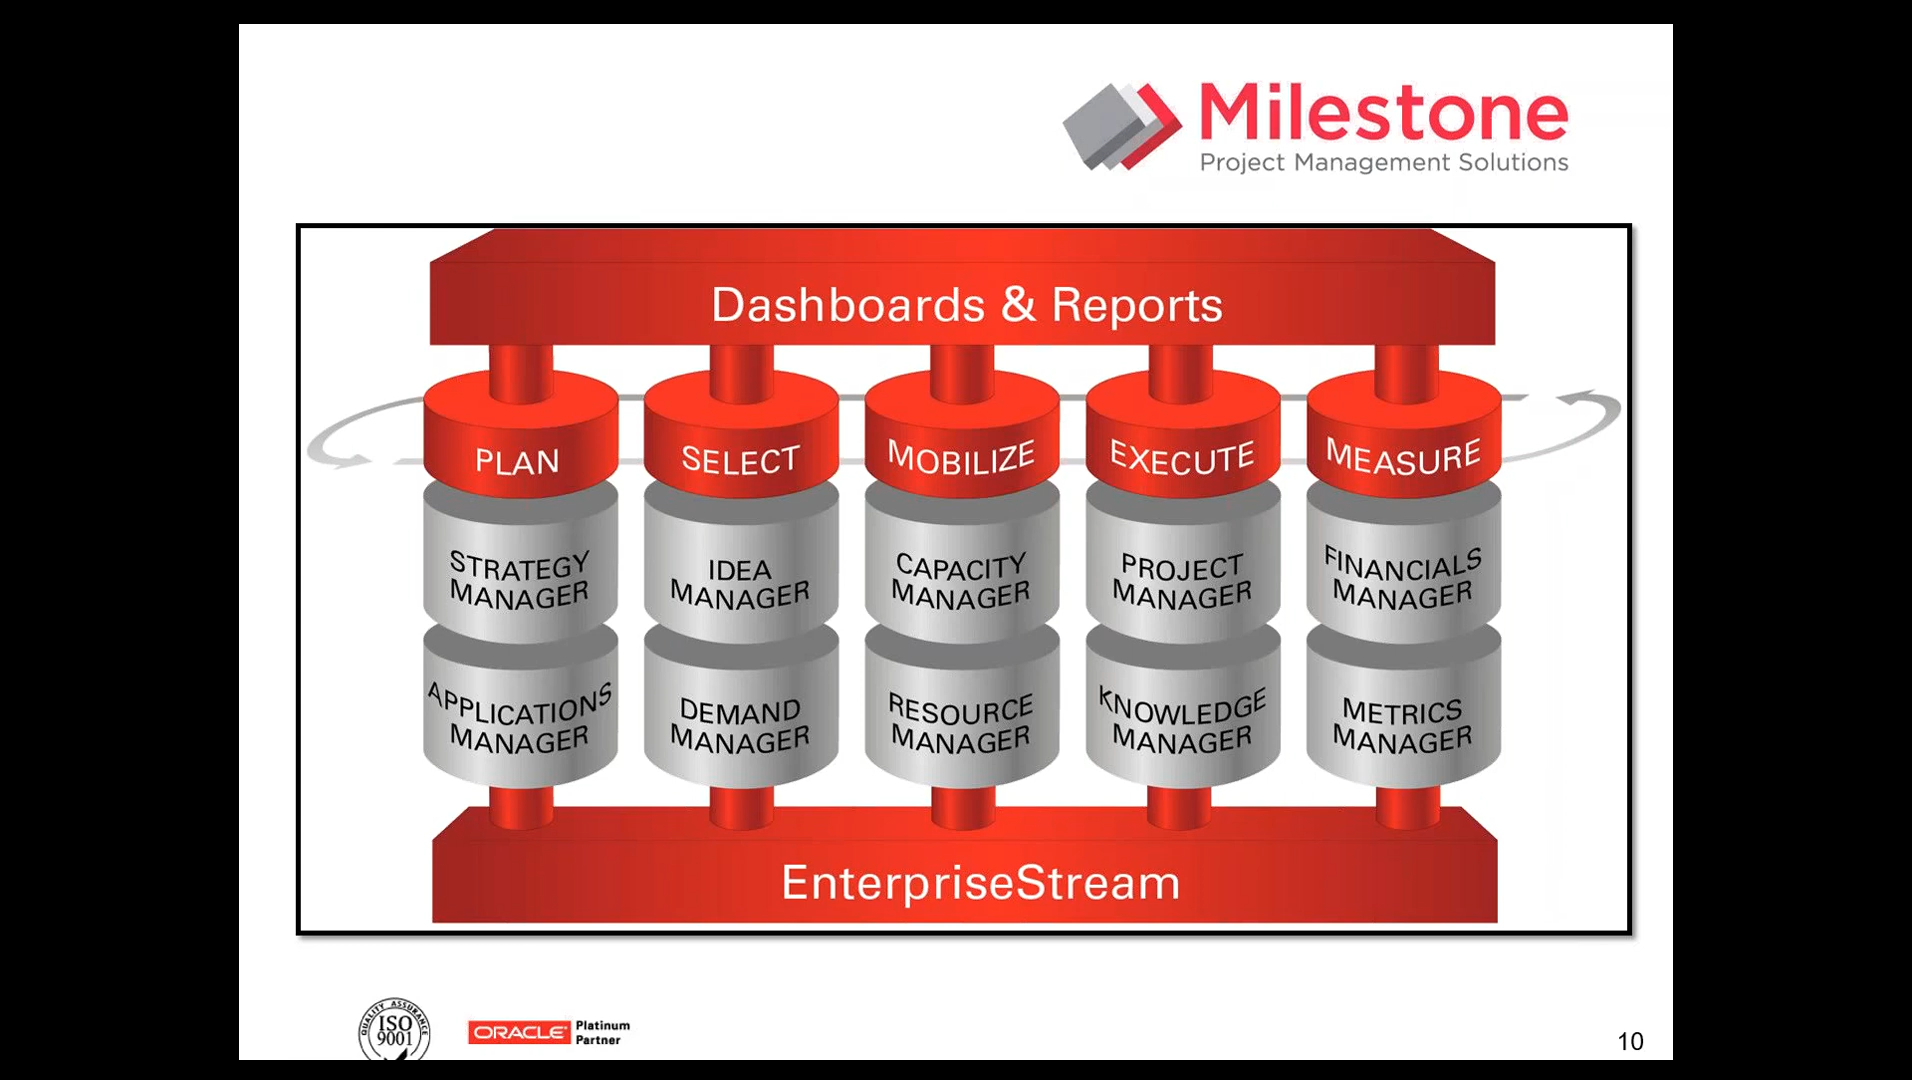 Milestone
Project Management Solutions
Dashboards & Reports
PLAN
SELECT
MOBILIZE
EXECUTE
MEASURE
STRATEGY
MANAGER
IDEA
MANAGER
CAPACITY
MANAGER
PROJECT
MANAGER
FINANCIALS
MANAGER
APPLICATIONS
MANAGER
DEMAND
MANAGER
RESOURCE
MANAGER
KNOWLEDGE
MANAGER
METRICS
MANAGER
EnterpriseStream
QUALITY ASSURANCE
ISO
9001
ORACLE
Platinum
Partner
10